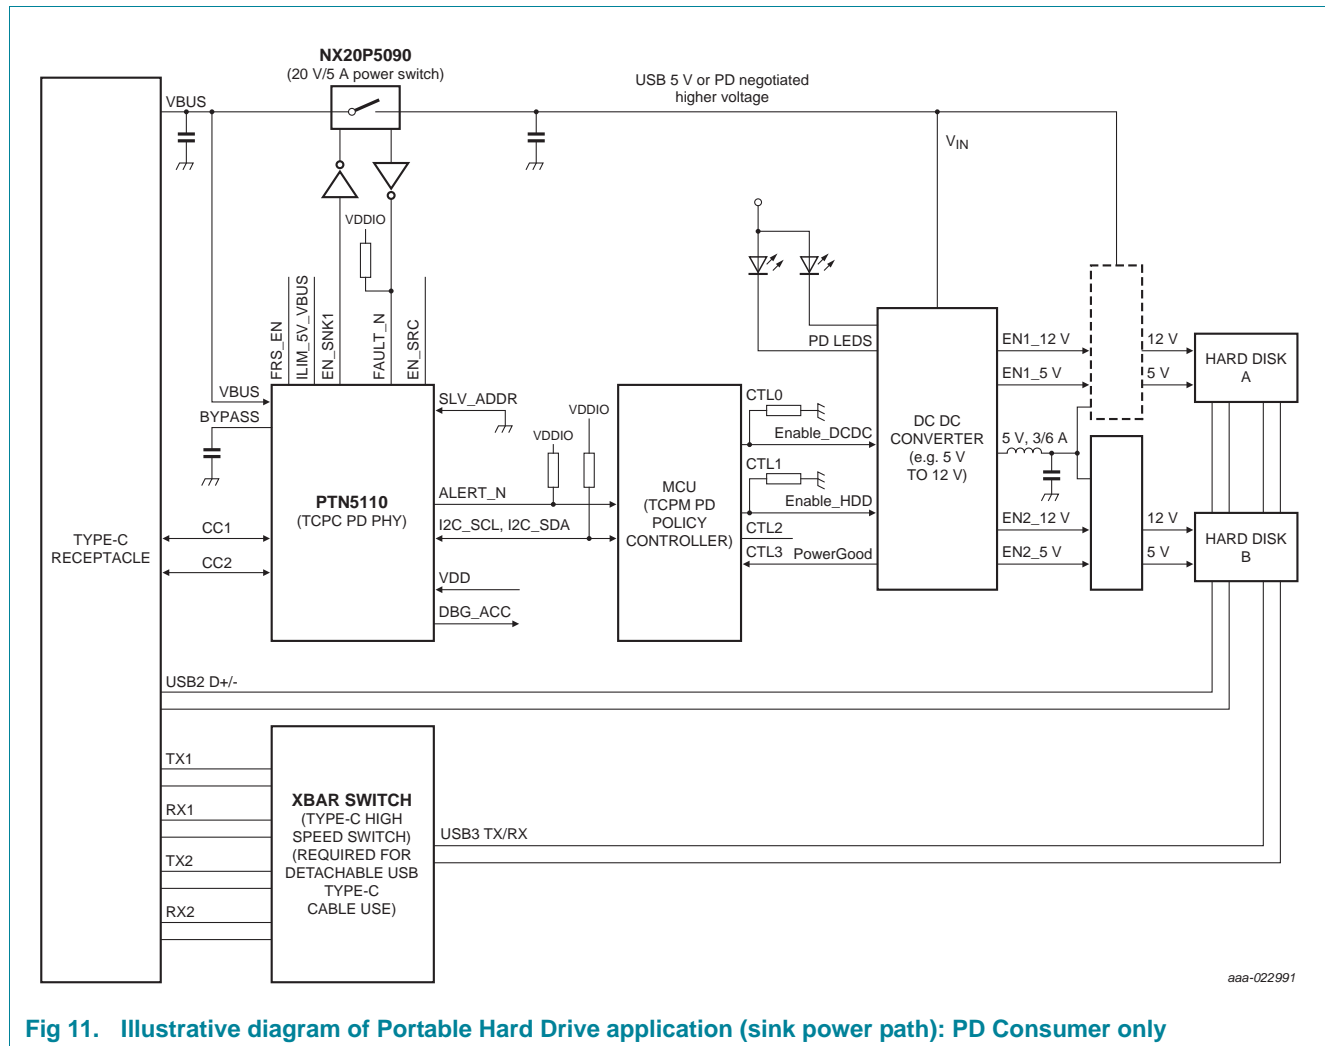 NX20P5090
(20 V/5 A power switch)
USB 5 V or PD negotiated
higher voltage
VBUS
VIN
VDDIO
FRS_EN
ILIM_5V_VBUS
EN_SNK1
FAULT_N
EN_SRC
VBUS
BYPASS
SLV_ADDR
VDDIO
VDDIO
PTN5110
(TCPC PD PHY)
ALERT_N
I2C_SCL, I2C_SDA
VDD
DBG_ACC
CC1
CC2
TYPE-C
RECEPTACLE
MCU
(TCPM PD
POLICY
CONTROLLER)
CTL0
Enable_DCDC
CTL1
Enable_HDD
CTL2
CTL3
PowerGood
PD LEDS
DC DC
CONVERTER
(e.g. 5 V
TO 12 V)
EN1_12 V
EN1_5 V
5 V, 3/6 A
EN2_12 V
EN2_5 V
12 V
5 V
HARD DISK
A
12 V
5 V
HARD DISK
B
USB2 D+/-
TX1
RX1
TX2
RX2
XBAR SWITCH
(TYPE-C HIGH
SPEED SWITCH)
(REQUIRED FOR
DETACHABLE USB
TYPE-C
CABLE USE)
USB3 TX/RX
aaa-022991
Fig 11. Illustrative diagram of Portable Hard Drive application (sink power path): PD Consumer only